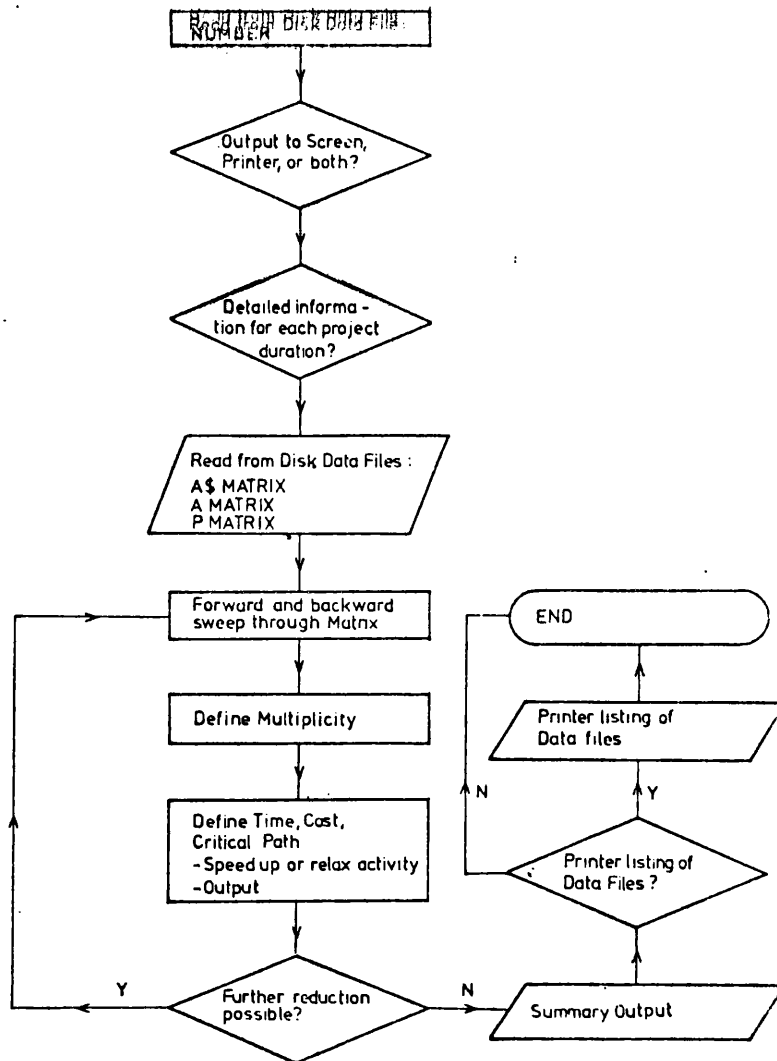 Read from Disk Data File:
NUMBER
Output to Screen,
Printer, or both?
Detailed informa-
tion for each project
duration?
Read from Disk Data Files :
A$ MATRIX
A MATRIX
P MATRIX
Forward and backward
sweep through Matrix
Define Multiplicity
Define Time, Cost,
Critical Path
-Speed up or relax activity
-Output
Further reduction
possible?
Y
N
Summary Output
Printer listing of
Data Files?
N
Y
Printer listing of
Data files
END